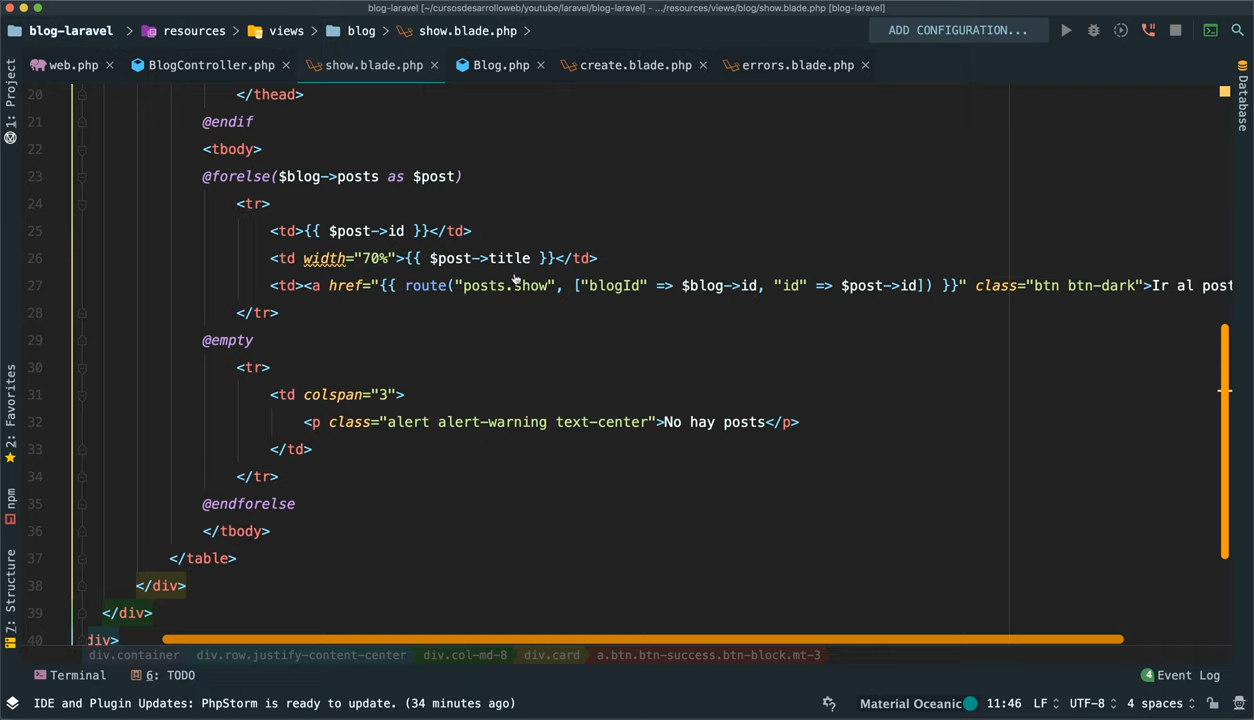 blog-laravel [~/cursosdesarrolloweb/youtube/laravel/blog-laravel] - .../resources/views/blog/show.blade.php [blog-laravel]
blog-laravel resources views blog show.blade.php ADD CONFIGURATION...
web.php BlogController.php show.blade.php Blog.php create.blade.php errors.blade.php
1: Project
2: Favorites
npm
7: Structure
Database
20 </thead>
21 @endif
22 <tbody>
23 @forelse($blog->posts as $post)
24 <tr>
25 <td>{{ $post->id }}</td>
26 <td width="70%">{{ $post->title }}</td>
27 <td><a href="{{ route("posts.show", ["blogId" => $blog->id, "id" => $post->id]) }}" class="btn btn-dark">Ir al post
28 </tr>
29 @empty
30 <tr>
31 <td colspan="3">
32 <p class="alert alert-warning text-center">No hay posts</p>
33 </td>
34 </tr>
35 @endforelse
36 </tbody>
37 </table>
38 </div>
39 </div>
40 div>
div.container div.row.justify-content-center div.col-md-8 div.card a.btn.btn-success.btn-block.mt-3
Terminal 6: TODO 4 Event Log
IDE and Plugin Updates: PhpStorm is ready to update. (34 minutes ago) Material Oceanic 11:46 LF UTF-8 4 spaces